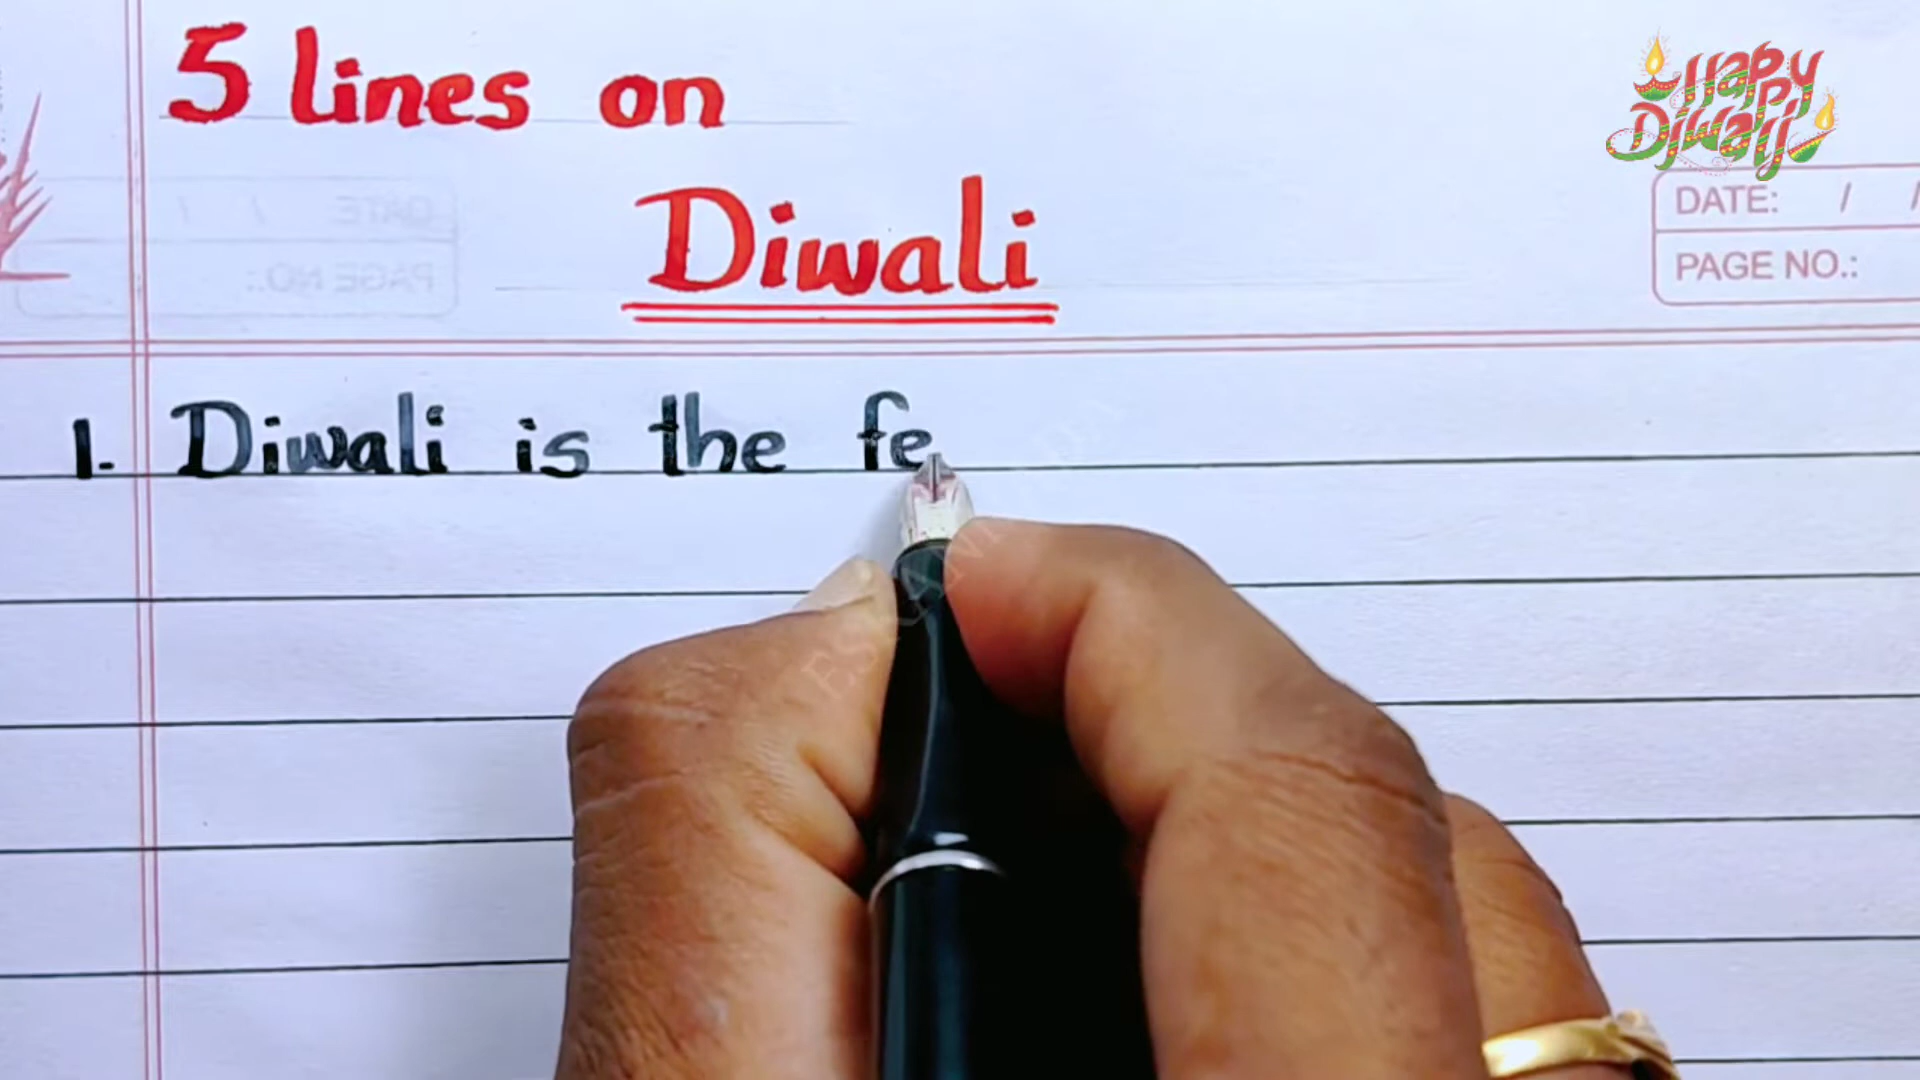 5 lines on
Happy
Diwali
DATE: / /
Diwali
PAGE NO.:
1. Diwali is the fe